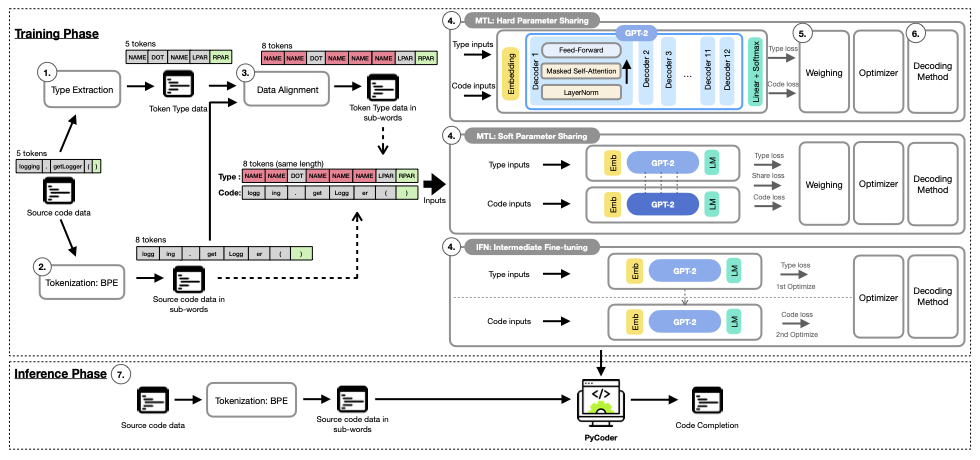 Training Phase
5 tokens
NAME DOT NAME LPAR RPAR
8 tokens
NAME NAME DOT NAME NAME NAME LPAR RPAR
1.
Type Extraction
Token Type data
3.
Data Alignment
Token Type data in
sub-words
5 tokens
logging . getLogger ( )
Source code data
8 tokens (same length)
Type :
NAME NAME DOT NAME NAME NAME LPAR RPAR
Code:
logg ing . get Logg er ( )
Inputs
2.
Tokenization: BPE
8 tokens
logg ing . get Logg er ( )
Source code data in
sub-words
4.
MTL: Hard Parameter Sharing
Type inputs
Code inputs
Embedding
GPT-2
Decoder 1
Feed-Forward
Masked Self-Attention
LayerNorm
Decoder 2
Decoder 3
...
Decoder 11
Decoder 12
Linear + Softmax
Type loss
Code loss
5.
Weighing
Optimizer
6.
Decoding
Method
4.
MTL: Soft Parameter Sharing
Type inputs
Emb
GPT-2
LM
Type loss
Share loss
Code loss
Code inputs
Emb
GPT-2
LM
Weighing
Optimizer
Decoding
Method
4.
IFN: Intermediate Fine-tuning
Type inputs
Emb
GPT-2
LM
Type loss
1st Optimize
Code inputs
Emb
GPT-2
LM
Code loss
2nd Optimize
Optimizer
Decoding
Method
Inference Phase
7.
Source code data
Tokenization: BPE
Source code data in
sub-words
</>
PyCoder
Code Completion